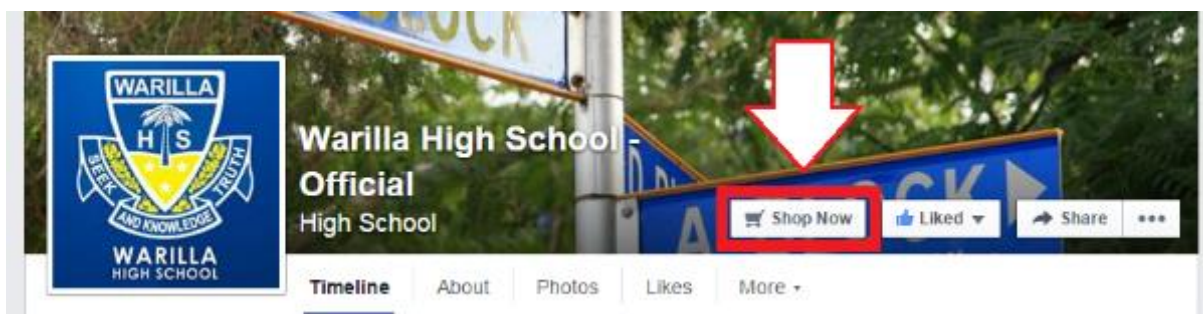 WARILLA
H S
SEEK
TRUTH
AND KNOWLEDGE
WARILLA
HIGH SCHOOL
Warilla High School -
Official
High School
Shop Now
Liked
Share
Timeline
About
Photos
Likes
More